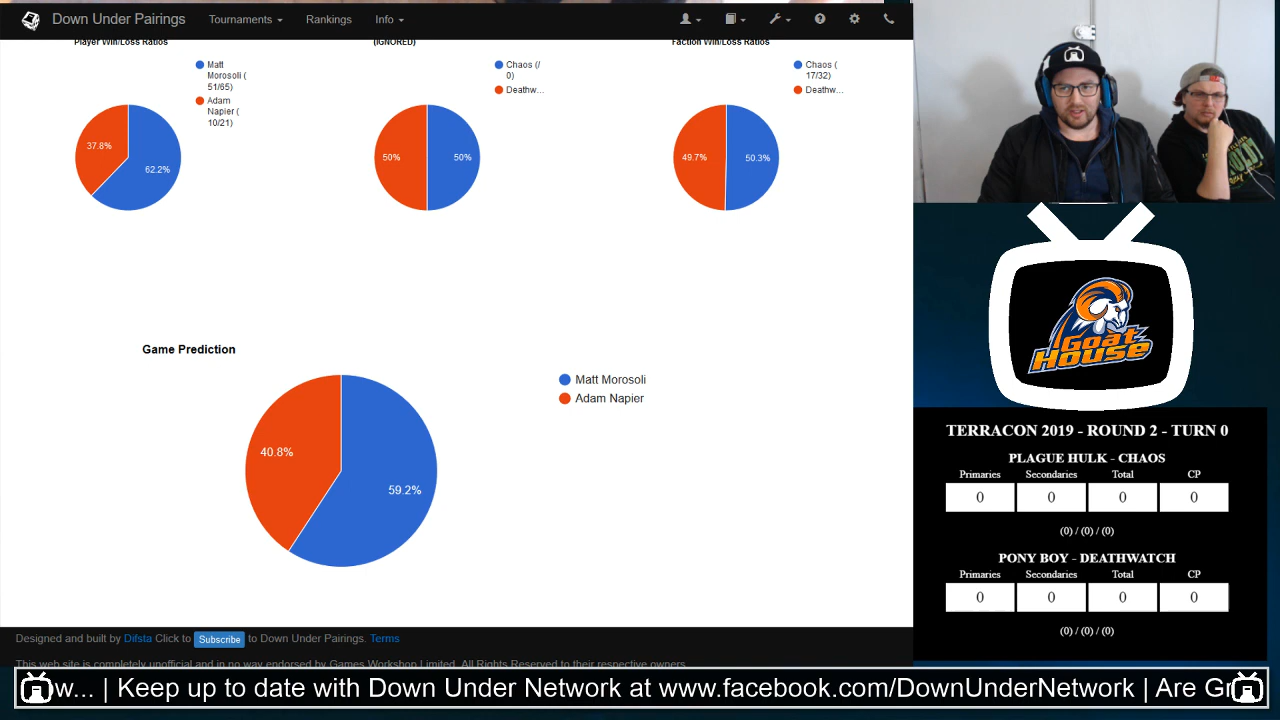 Down Under Pairings
Tournaments
Rankings
Info
Player Win/Loss Ratios
(IGNORED)
Faction Win/Loss Ratios
Matt
Morosoli (
51/65)
Adam
Napier (
10/21)
37.8%
62.2%
Chaos (/
0)
Deathw...
50%
50%
Chaos (
17/32)
Deathw...
49.7%
50.3%
Game Prediction
Matt Morosoli
Adam Napier
40.8%
59.2%
Designed and built by Difsta Click to Subscribe to Down Under Pairings. Terms
This web site is completely unofficial and in no way endorsed by Games Workshop Limited. All Rights Reserved to their respective owners
Goat
House
TERRACON 2019 - ROUND 2 - TURN 0
PLAGUE HULK - CHAOS
Primaries Secondaries Total CP
0 0 0 0
(0) / (0) / (0)
PONY BOY - DEATHWATCH
Primaries Secondaries Total CP
0 0 0 0
(0) / (0) / (0)
w... | Keep up to date with Down Under Network at www.facebook.com/DownUnderNetwork | Are Gr